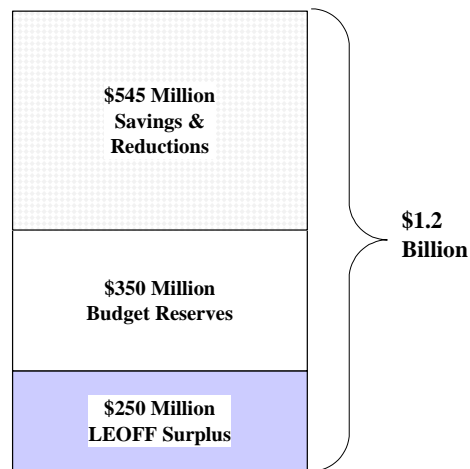 $545 Million
Savings &
Reductions
$1.2
Billion
$350 Million
Budget Reserves
$250 Million
LEOFF Surplus